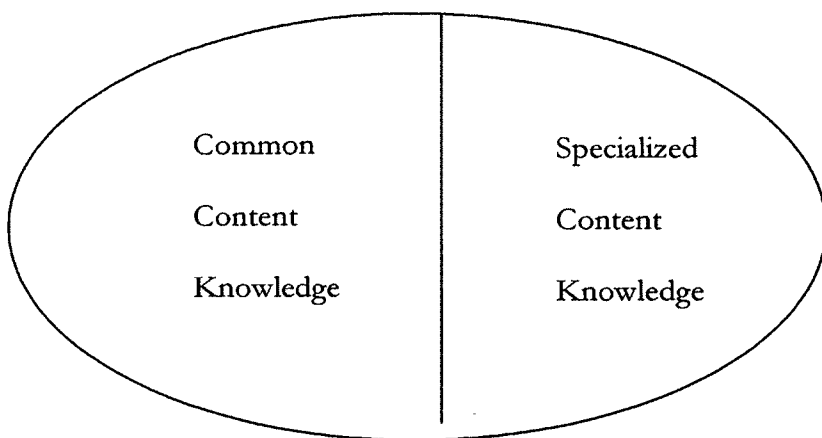 Common
Content
Knowledge
Specialized
Content
Knowledge